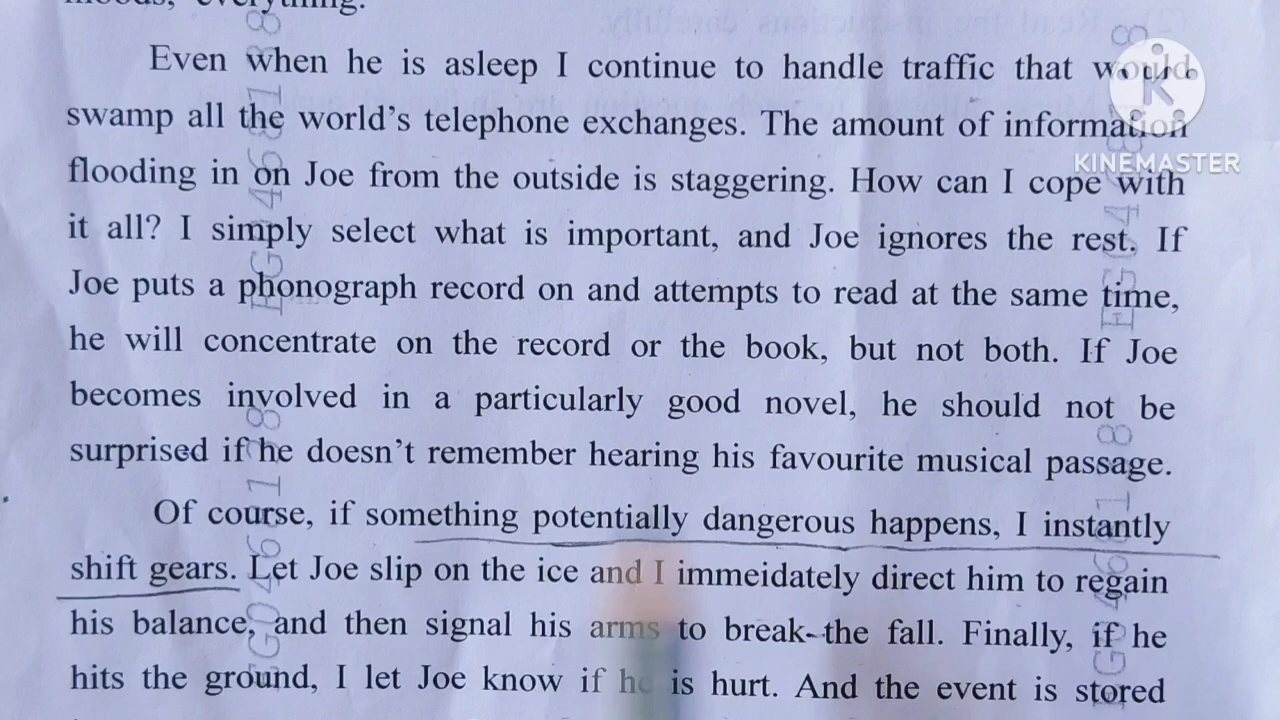 everything.
Even when he is asleep I continue to handle traffic that would
swamp all the world's telephone exchanges. The amount of information
flooding in on Joe from the outside is staggering. How can I cope with
it all? I simply select what is important, and Joe ignores the rest. If
Joe puts a phonograph record on and attempts to read at the same time,
he will concentrate on the record or the book, but not both. If Joe
becomes involved in a particularly good novel, he should not be
surprised if he doesn't remember hearing his favourite musical passage.
Of course, if something potentially dangerous happens, I instantly
shift gears. Let Joe slip on the ice and I immeidately direct him to regain
his balance, and then signal his arms to break the fall. Finally, if he
hits the ground, I let Joe know if he is hurt. And the event is stored
KINEMASTER